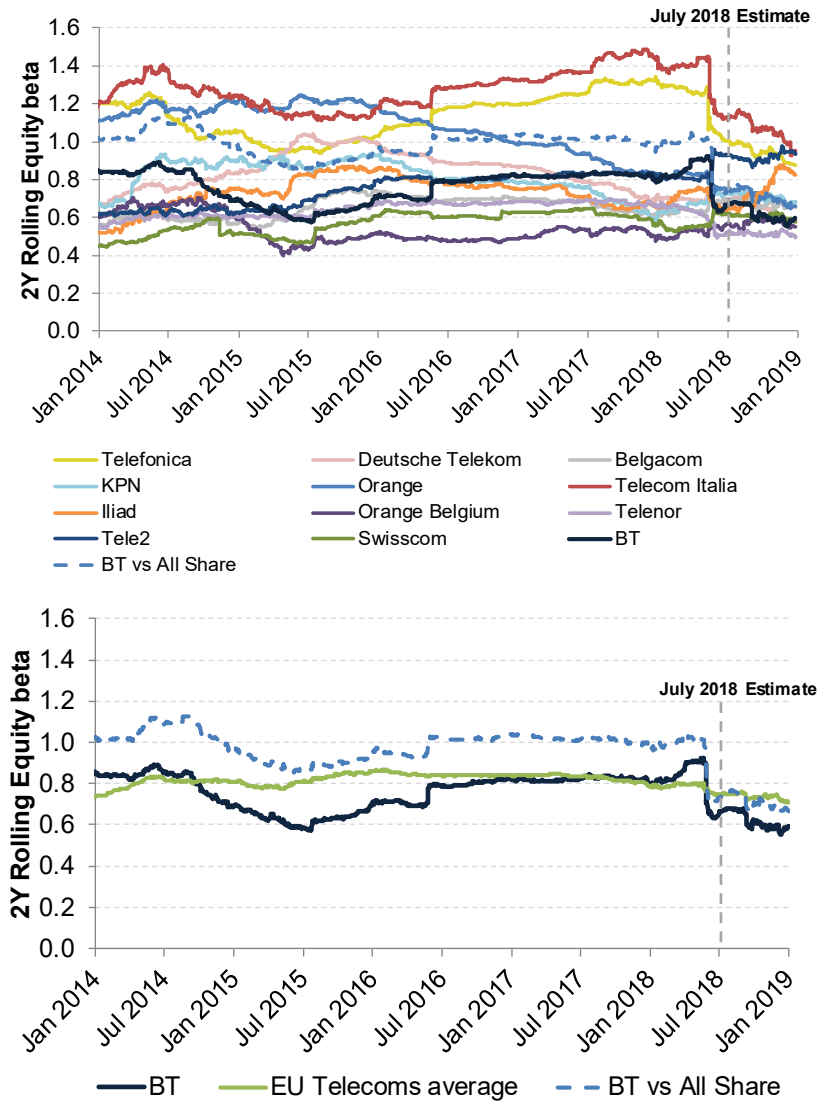 July 2018 Estimate
2Y Rolling Equity beta
1.6
1.4
1.2
1.0
0.8
0.6
0.4
0.2
0.0
Jan 2014
Jul 2014
Jan 2015
Jul 2015
Jan 2016
Jul 2016
Jan 2017
Jul 2017
Jan 2018
Jul 2018
Jan 2019
Telefonica Deutsche Telekom Belgacom
KPN Orange Telecom Italia
Iliad Orange Belgium Telenor
Tele2 Swisscom BT
BT vs All Share
July 2018 Estimate
2Y Rolling Equity beta
1.6
1.4
1.2
1.0
0.8
0.6
0.4
0.2
0.0
Jan 2014
Jul 2014
Jan 2015
Jul 2015
Jan 2016
Jul 2016
Jan 2017
Jul 2017
Jan 2018
Jul 2018
Jan 2019
BT EU Telecoms average BT vs All Share